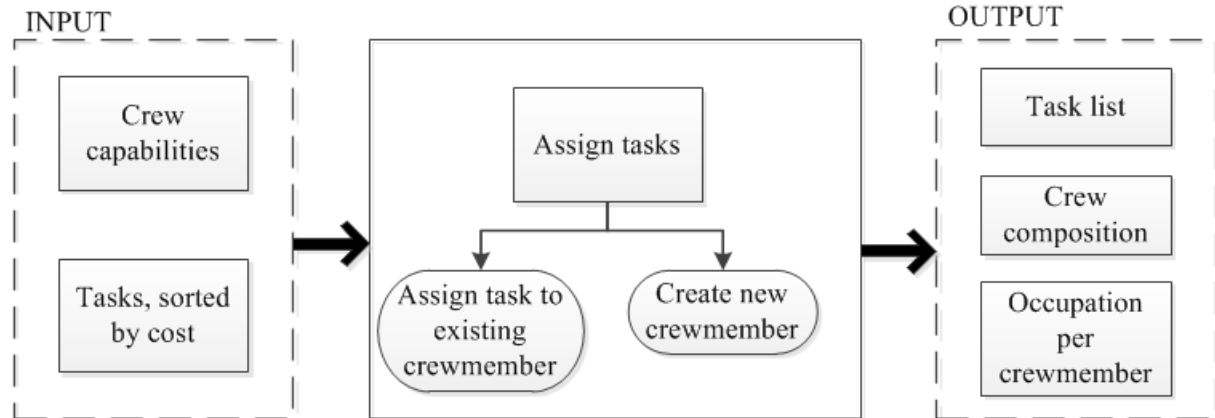 INPUT
Crew
capabilities
Tasks, sorted
by cost
Assign tasks
Assign task to
existing
crewmember
Create new
crewmember
OUTPUT
Task list
Crew
composition
Occupation
per
crewmember